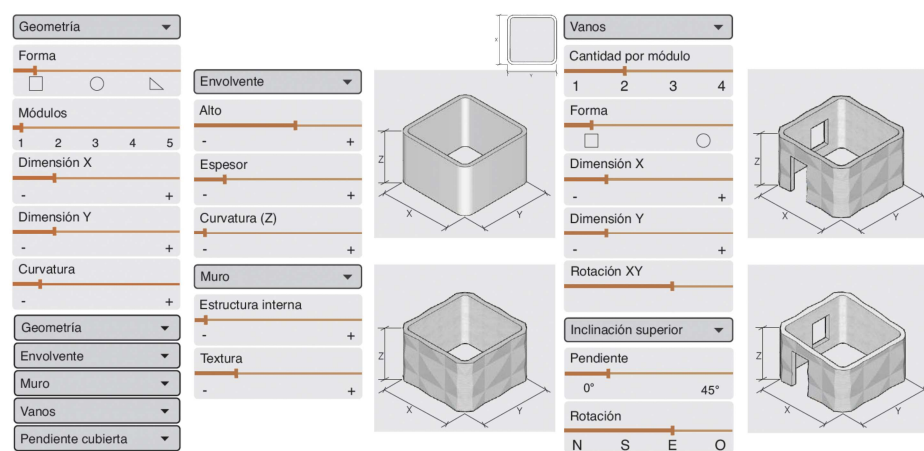 Geometría
Forma
Módulos
1 2 3 4 5
Dimensión X
- +
Dimensión Y
- +
Curvatura
- +
Geometría
Envolvente
Muro
Vanos
Pendiente cubierta
Envolvente
Alto
- +
Espesor
- +
Curvatura (Z)
- +
Muro
Estructura interna
- +
Textura
- +
X
Y
Z
X
Y
Z
X
Y
Vanos
Cantidad por módulo
1 2 3 4
Forma
Dimensión X
- +
Dimensión Y
- +
Rotación XY
Inclinación superior
Pendiente
0° 45°
Rotación
N S E O
Z
X
Y
Z
X
Y